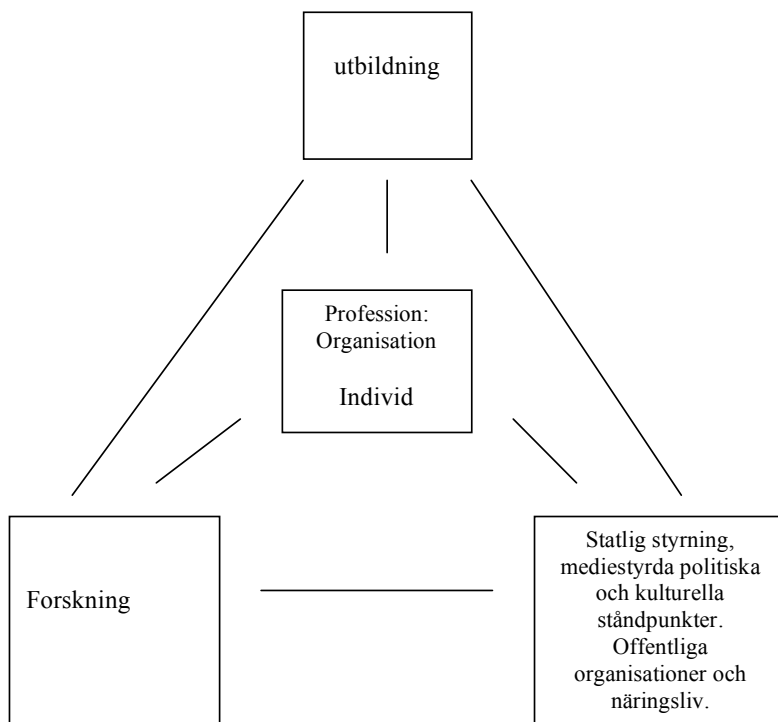 utbildning
Profession:
Organisation
Individ
Forskning
Statlig styrning,
mediestyrda politiska
och kulturella
ståndpunkter.
Offentliga
organisationer och
näringsliv.